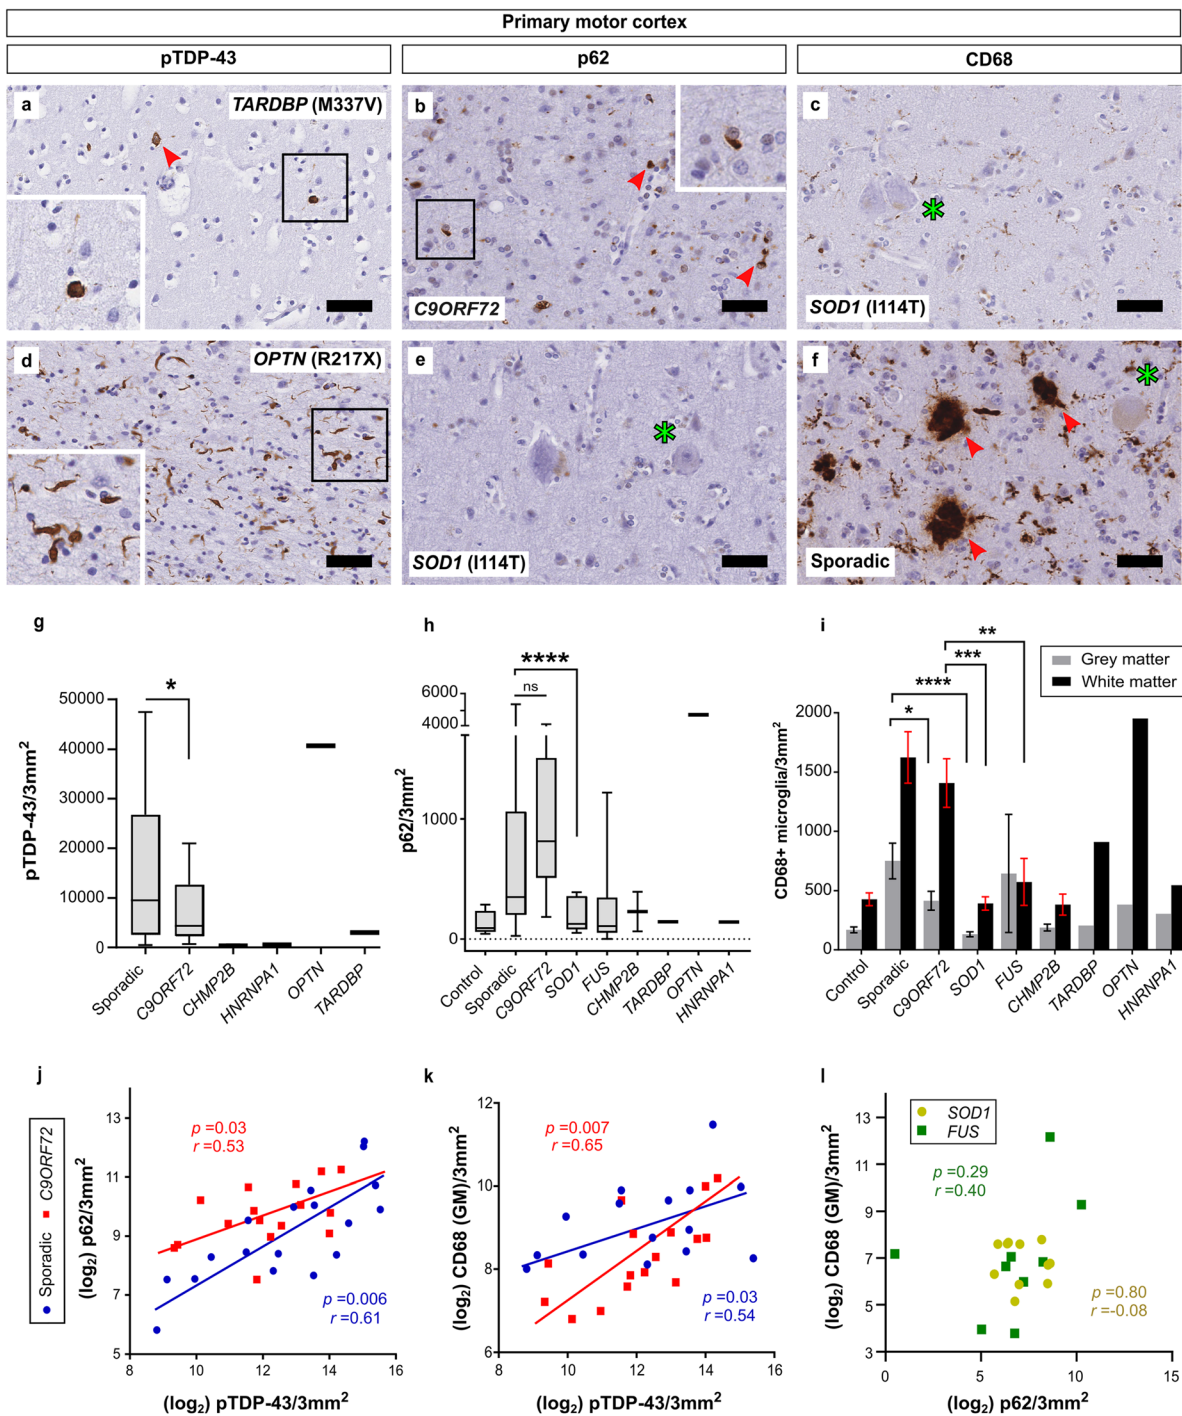 Primary motor cortex
pTDP-43
p62
CD68
a
TARDBP (M337V)
b
C9ORF72
c
SOD1 (I114T)
d
OPTN (R217X)
e
SOD1 (I114T)
f
Sporadic
g
pTDP-43/3mm²
50000
40000
30000
20000
10000
0
*
Sporadic
C9ORF72
CHMP2B
HNRNPA1
OPTN
TARDBP
h
p62/3mm²
6000
4000
1000
0
****
ns
Control
Sporadic
C9ORF72
SOD1
FUS
CHMP2B
TARDBP
OPTN
HNRNPA1
i
CD68+ microglia/3mm²
2000
1500
1000
500
0
**
***
****
*
Grey matter
White matter
Control
Sporadic
C9ORF72
SOD1
FUS
CHMP2B
TARDBP
OPTN
HNRNPA1
Sporadic
C9ORF72
j
(log₂) p62/3mm²
13
11
9
7
5
p =0.03
r =0.53
p =0.006
r =0.61
8
10
12
14
16
(log₂) pTDP-43/3mm²
k
(log₂) CD68 (GM)/3mm²
12
10
8
6
p =0.007
r =0.65
p =0.03
r =0.54
8
10
12
14
16
(log₂) pTDP-43/3mm²
l
(log₂) CD68 (GM)/3mm²
13
11
9
7
5
3
SOD1
FUS
p =0.29
r =0.40
p =0.80
r =-0.08
0
5
10
15
(log₂) p62/3mm²